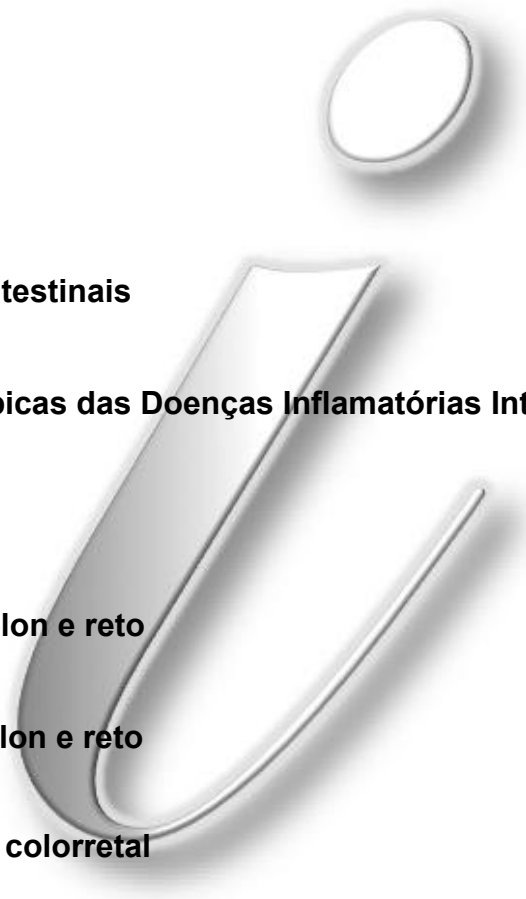 testinais
picas das Doenças Inflamatórias Int
lon e reto
lon e reto
colorretal